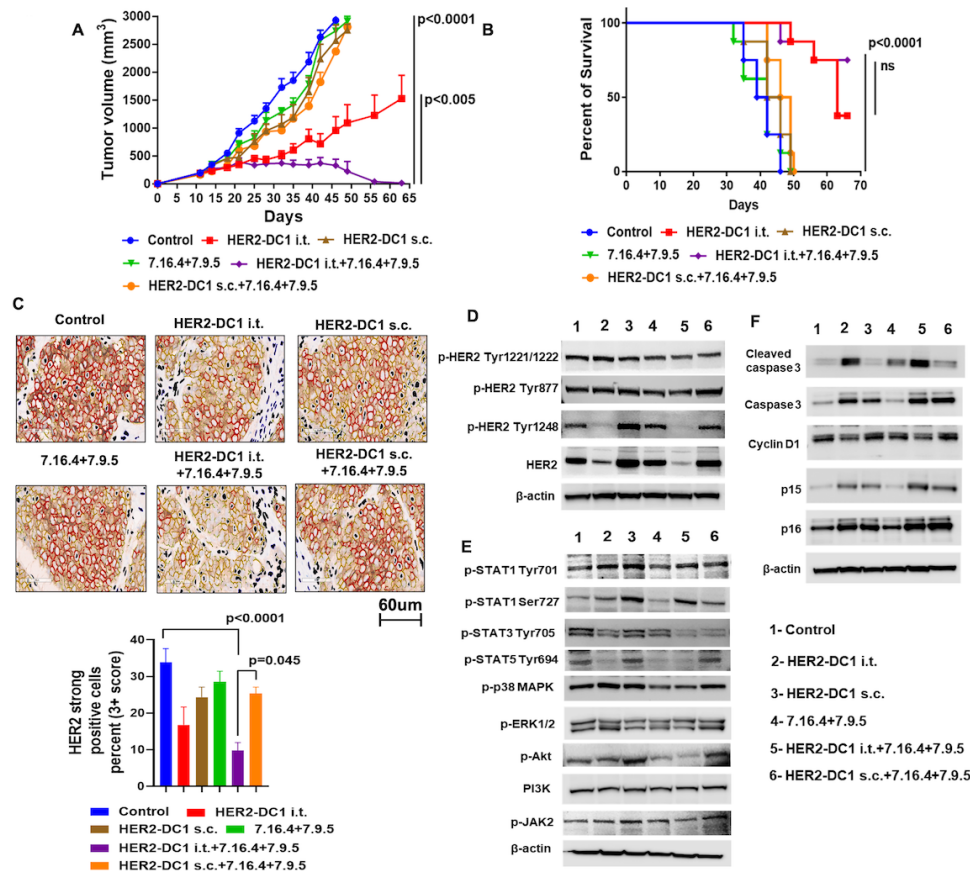 A
Tumor volume (mm³)
3000
2500
2000
1500
1000
500
0
0 5 10 15 20 25 30 35 40 45 50 55 60 65
Days
p<0.0001
p<0.005
Control HER2-DC1 i.t. HER2-DC1 s.c.
7.16.4+7.9.5 HER2-DC1 i.t.+7.16.4+7.9.5
HER2-DC1 s.c.+7.16.4+7.9.5
B
Percent of Survival
100
50
0
0 10 20 30 40 50 60 70
Days
p<0.0001
ns
Control HER2-DC1 i.t. HER2-DC1 s.c.
7.16.4+7.9.5 HER2-DC1 i.t.+7.16.4+7.9.5
HER2-DC1 s.c.+7.16.4+7.9.5
C
Control
HER2-DC1 i.t.
HER2-DC1 s.c.
7.16.4+7.9.5
HER2-DC1 i.t.
+7.16.4+7.9.5
HER2-DC1 s.c.
+7.16.4+7.9.5
60um
HER2 strong
positive cells
percent (3+ score)
40
30
20
10
0
p<0.0001
p=0.045
Control HER2-DC1 i.t.
HER2-DC1 s.c. 7.16.4+7.9.5
HER2-DC1 i.t.+7.16.4+7.9.5
HER2-DC1 s.c.+7.16.4+7.9.5
D
1 2 3 4 5 6
p-HER2 Tyr1221/1222
p-HER2 Tyr877
p-HER2 Tyr1248
HER2
β-actin
E
1 2 3 4 5 6
p-STAT1 Tyr701
p-STAT1 Ser727
p-STAT3 Tyr705
p-STAT5 Tyr694
p-p38 MAPK
p-ERK1/2
p-Akt
PI3K
p-JAK2
β-actin
F
1 2 3 4 5 6
Cleaved
caspase 3
Caspase 3
Cyclin D1
p15
p16
β-actin
1- Control
2- HER2-DC1 i.t.
3- HER2-DC1 s.c.
4- 7.16.4+7.9.5
5- HER2-DC1 i.t.+7.16.4+7.9.5
6- HER2-DC1 s.c.+7.16.4+7.9.5